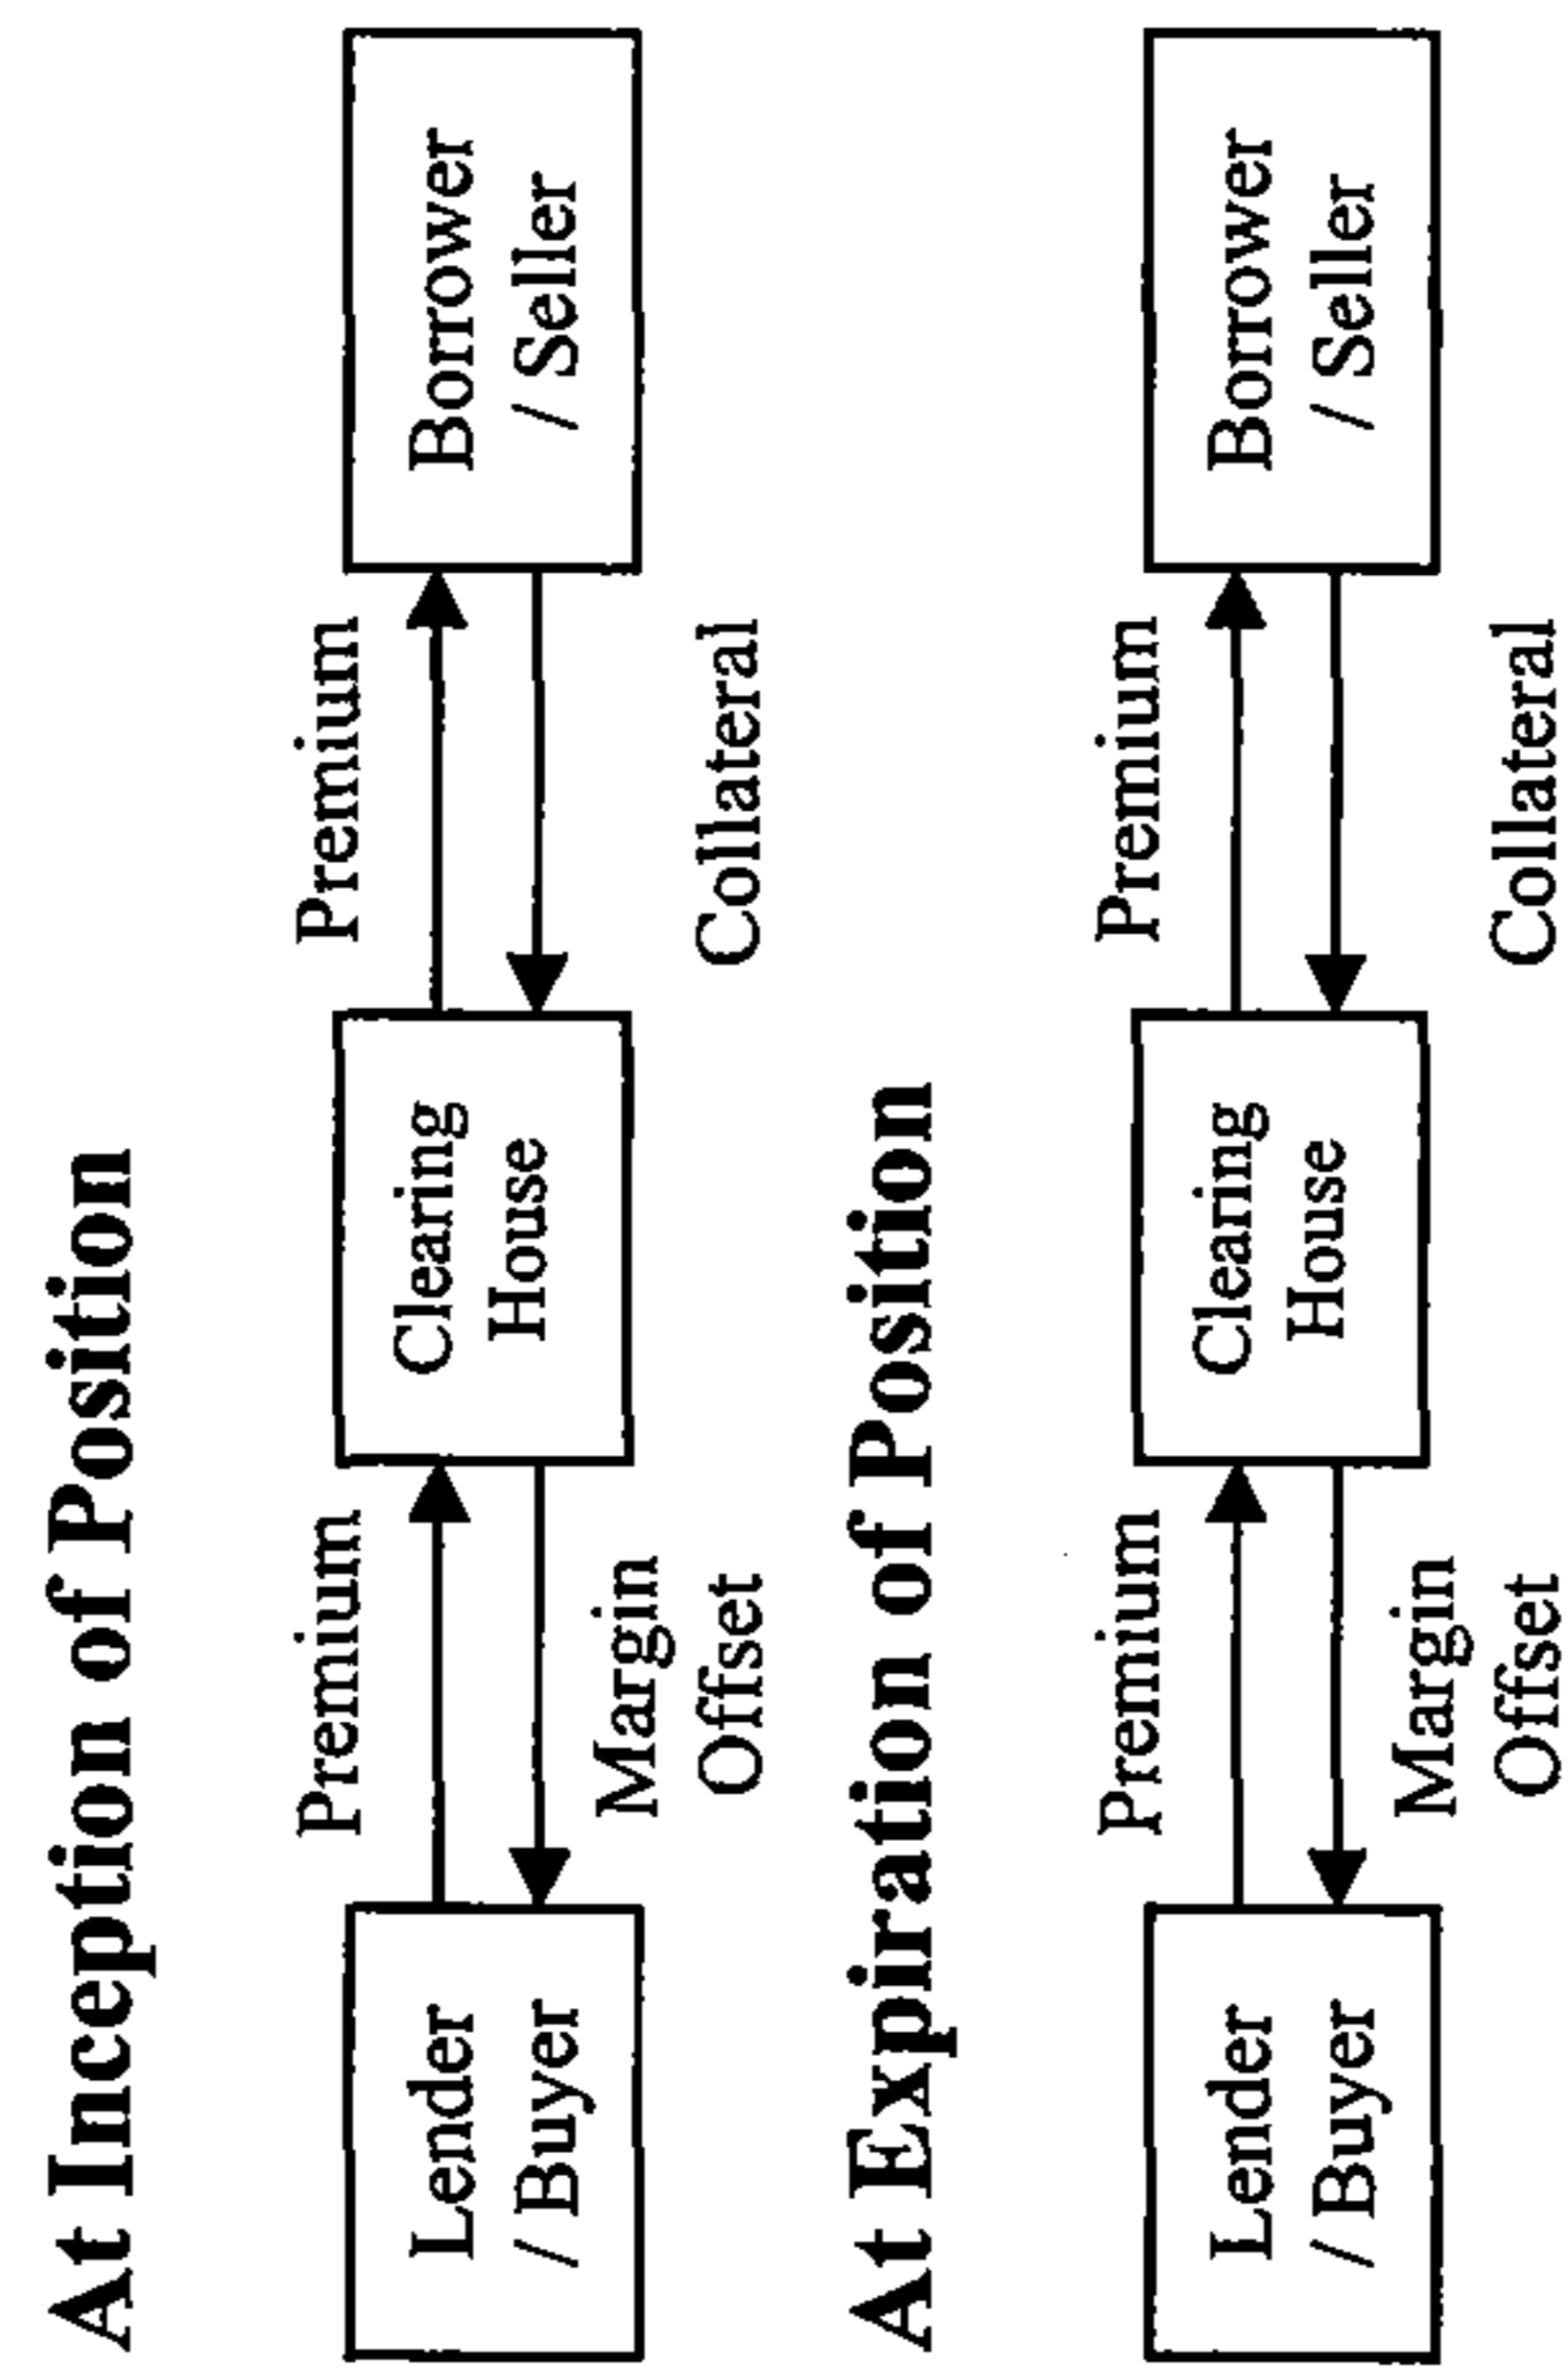 At Inception of Position
Lender
/ Buyer
Premium
Margin
Offset
Clearing
House
Premium
Collateral
Borrower
/ Seller
At Expiration of Position
Lender
/ Buyer
Premium
Margin
Offset
Clearing
House
Premium
Collateral
Borrower
/ Seller